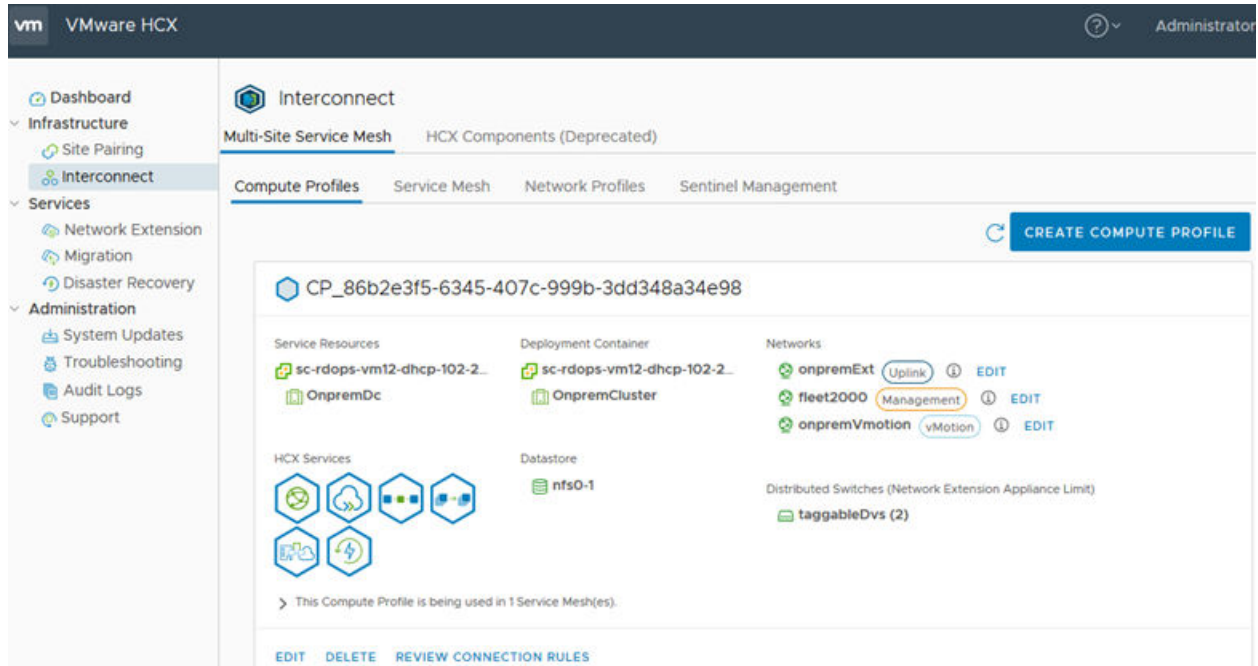 vm VMware HCX Administrator
Dashboard
Infrastructure
Site Pairing
Interconnect
Services
Network Extension
Migration
Disaster Recovery
Administration
System Updates
Troubleshooting
Audit Logs
Support
Interconnect
Multi-Site Service Mesh HCX Components (Deprecated)
Compute Profiles Service Mesh Network Profiles Sentinel Management
CREATE COMPUTE PROFILE
CP_86b2e3f5-6345-407c-999b-3dd348a34e98
Service Resources
sc-rdops-vm12-dhcp-102-2...
OnpremDc
Deployment Container
sc-rdops-vm12-dhcp-102-2...
OnpremCluster
Networks
onpremExt Uplink EDIT
fleet2000 Management EDIT
onpremVmotion vMotion EDIT
HCX Services
Datastore
nfs0-1
Distributed Switches (Network Extension Appliance Limit)
taggableDvs (2)
This Compute Profile is being used in 1 Service Mesh(es).
EDIT DELETE REVIEW CONNECTION RULES